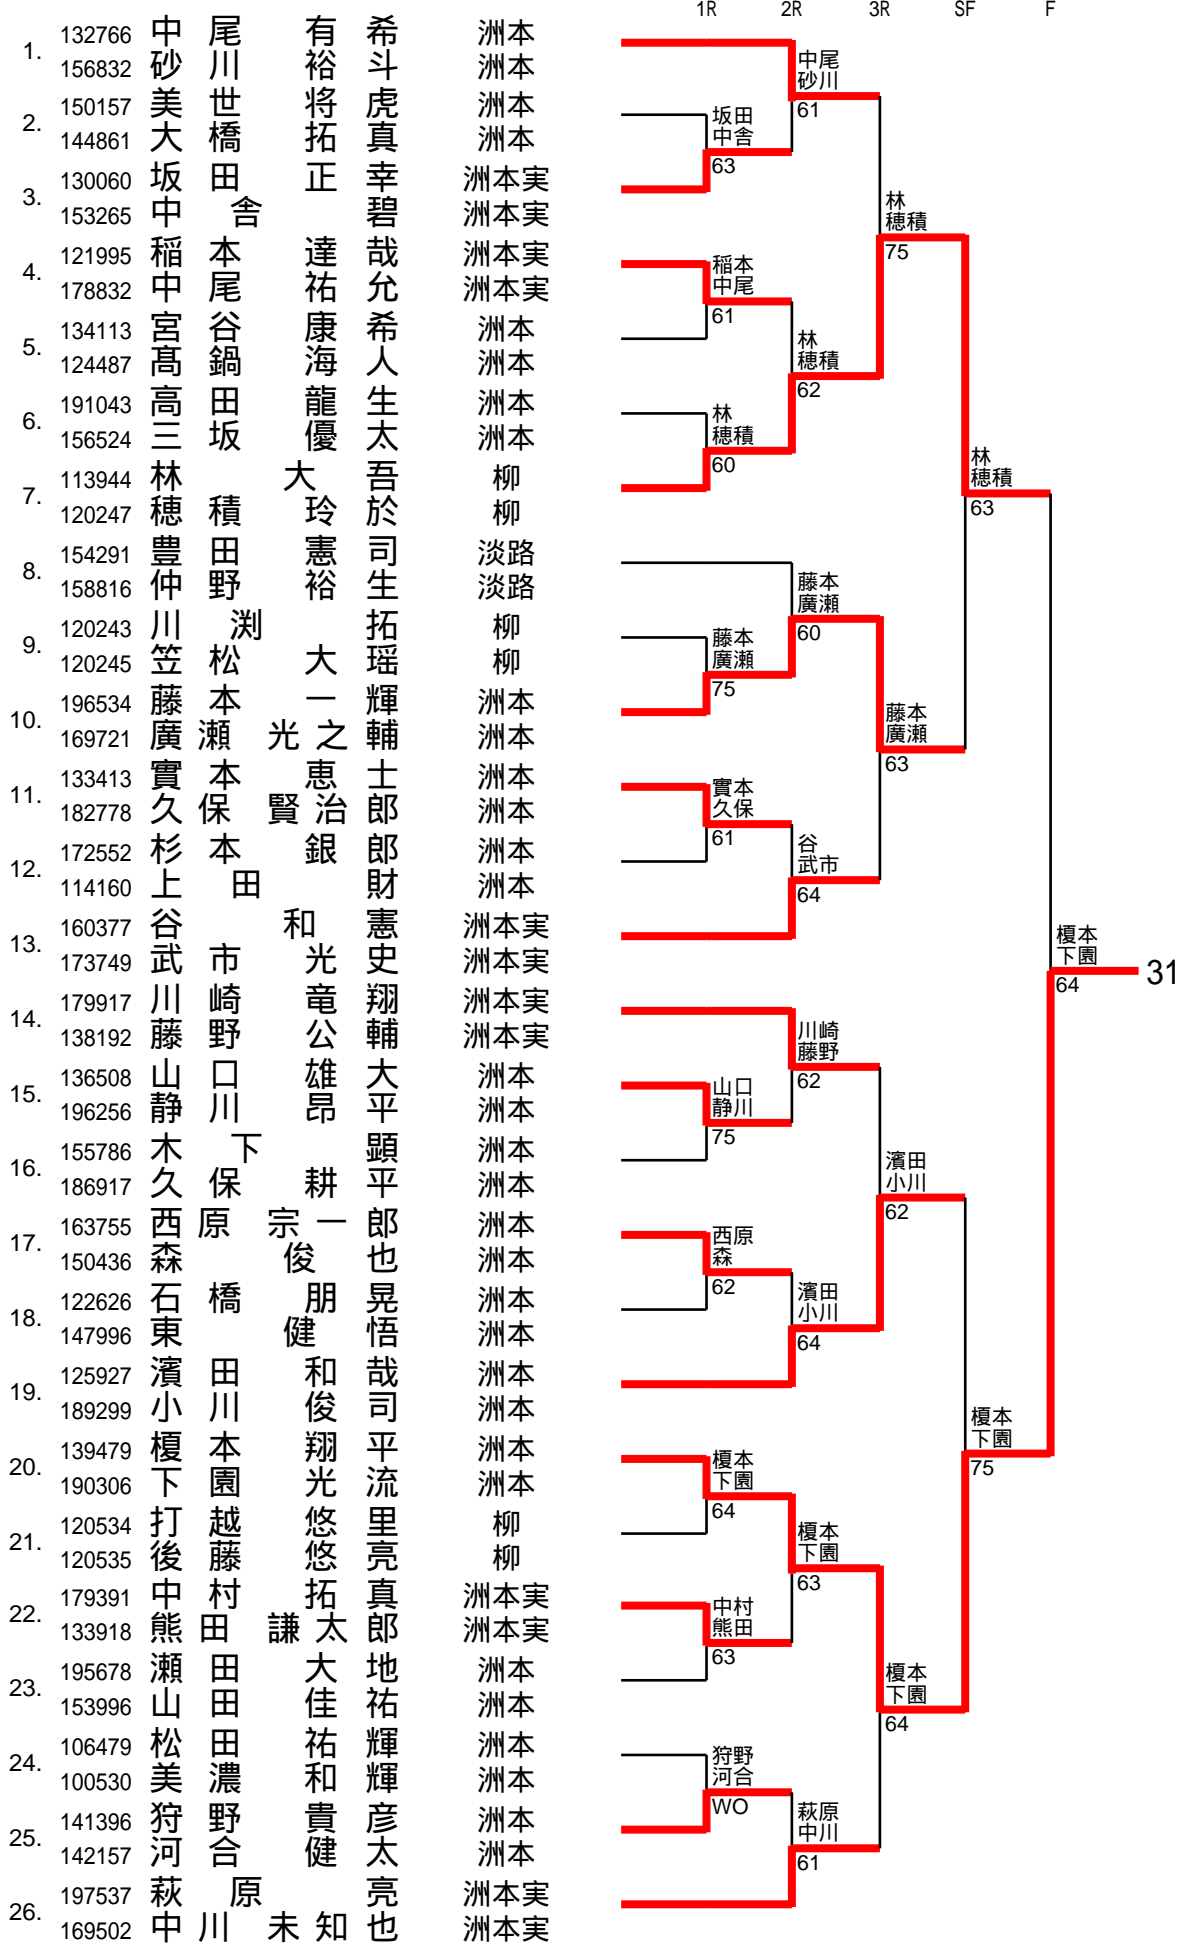 1R 2R 3R SF F
1. 132766 中尾 有希 洲本
156832 砂川 裕斗 洲本
2. 150157 美世 将虎 洲本
144861 大橋 拓真 洲本
3. 130060 坂田 正幸 洲本実
153265 中舎 碧 洲本実
4. 121995 稲本 達哉 洲本実
178832 中尾 祐允 洲本実
5. 134113 宮谷 康希 洲本
124487 髙鍋 海人 洲本
6. 191043 高田 龍生 洲本
156524 三坂 優太 洲本
7. 113944 林 大吾 柳
120247 穂積 玲於 柳
8. 154291 豊田 憲司 淡路
158816 仲野 裕生 淡路
9. 120243 川渕 拓 柳
120245 笠松 大瑶 柳
10. 196534 藤本 一輝 洲本
169721 廣瀬 光之輔 洲本
11. 133413 實本 恵士 洲本
182778 久保 賢治郎 洲本
12. 172552 杉本 銀郎 洲本
114160 上田 財 洲本
13. 160377 谷 和憲 洲本実
173749 武市 光史 洲本実
14. 179917 川崎 竜翔 洲本実
138192 藤野 公輔 洲本実
15. 136508 山口 雄大 洲本
196256 静川 昂平 洲本
16. 155786 木下 顕 洲本
186917 久保 耕平 洲本
17. 163755 西原 宗一郎 洲本
150436 森 俊也 洲本
18. 122626 石橋 朋晃 洲本
147996 東 健悟 洲本
19. 125927 濱田 和哉 洲本
189299 小川 俊司 洲本
20. 139479 榎本 翔平 洲本
190306 下園 光流 洲本
21. 120534 打越 悠里 柳
120535 後藤 悠亮 柳
22. 179391 中村 拓真 洲本実
133918 熊田 謙太郎 洲本実
23. 195678 瀬田 大地 洲本
153996 山田 佳祐 洲本
24. 106479 松田 祐輝 洲本
100530 美濃 和輝 洲本
25. 141396 狩野 貴彦 洲本
142157 河合 健太 洲本
26. 197537 萩原 亮 洲本実
169502 中川 未知也 洲本実
坂田
中舎
63
稲本
中尾
61
林
穂積
60
藤本
廣瀬
75
實本
久保
61
山口
静川
75
西原
森
62
榎本
下園
64
中村
熊田
63
狩野
河合
WO
中尾
砂川
61
林
穂積
62
藤本
廣瀬
60
谷
武市
64
川崎
藤野
62
濱田
小川
64
榎本
下園
63
萩原
中川
61
林
穂積
75
藤本
廣瀬
63
濱田
小川
62
榎本
下園
64
林
穂積
63
榎本
下園
75
榎本
下園
64
31